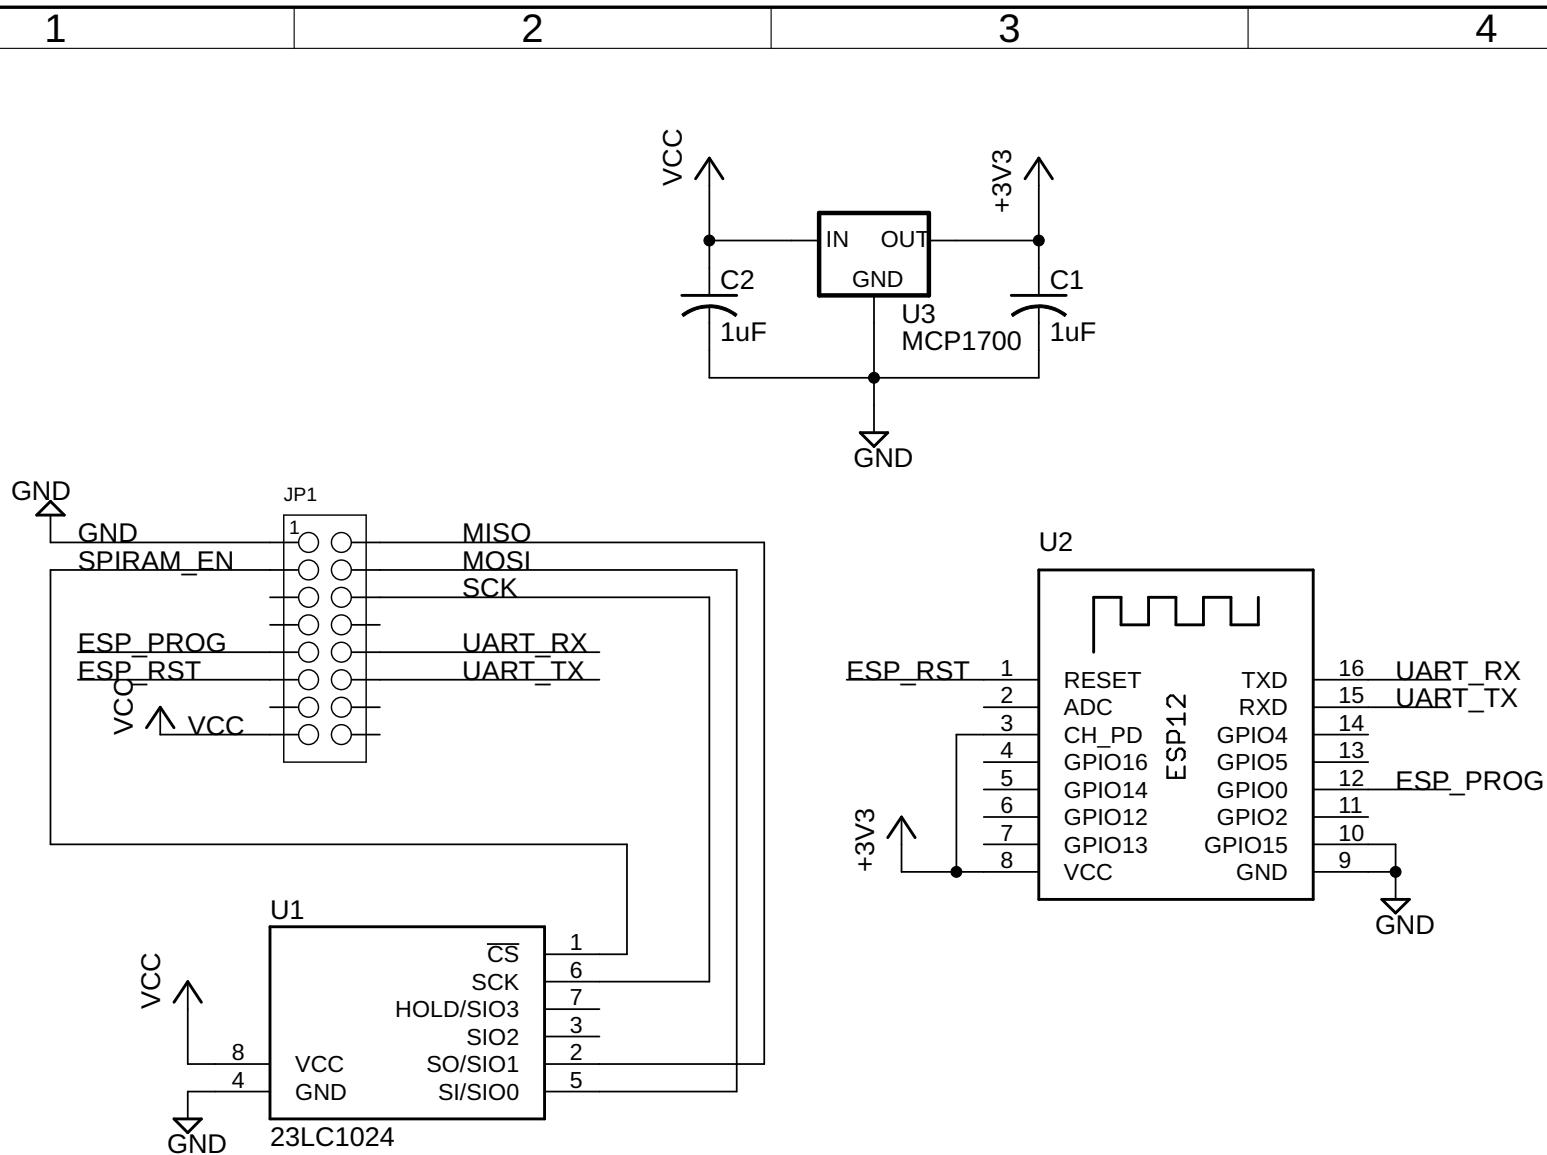 1 2 3 4
VCC
+3V3
IN OUT
GND
C2
1uF
U3
MCP1700
C1
1uF
GND
GND
JP1
1
GND
SPIRAM_EN
ESP_PROG
ESP_RST
VCC
VCC
MISO
MOSI
SCK
UART_RX
UART_TX
U2
ESP12
ESP_RST 1 RESET
2 ADC
3 CH_PD
4 GPIO16
5 GPIO14
6 GPIO12
7 GPIO13
8 VCC
+3V3
TXD 16 UART_RX
RXD 15 UART_TX
GPIO4 14
GPIO5 13
GPIO0 12 ESP_PROG
GPIO2 11
GPIO15 10
GND 9
GND
U1
VCC
8 VCC
4 GND
GND
CS 1
SCK 6
HOLD/SIO3 7
SIO2 3
SO/SIO1 2
SI/SIO0 5
23LC1024